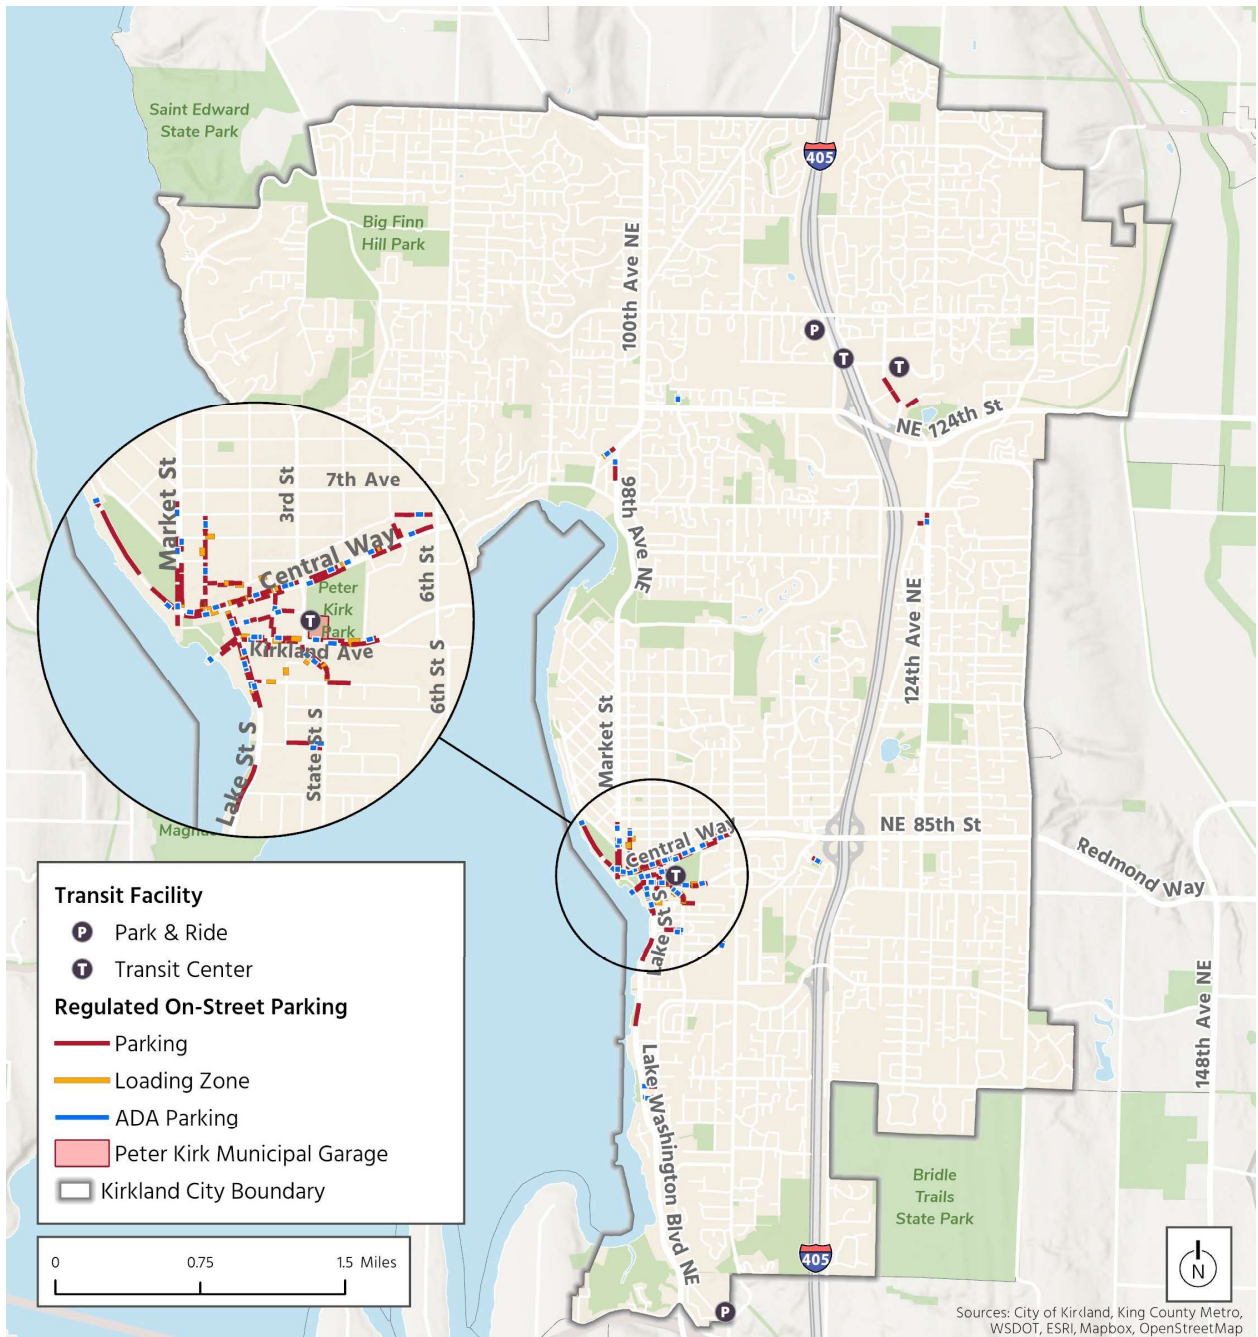 Saint Edward
State Park
405
Big Finn
Hill Park
100th Ave NE
P
T
T
NE 124th St
Market St
3rd St
7th Ave
98th Ave NE
Central Way
6th St
Peter
Kirk
Park
T
Kirkland Ave
124th Ave NE
6th St S
Market St
Lake St S
State St S
NE 85th St
Central Way
Redmond Way
T
Lake St S
Transit Facility
P Park & Ride
T Transit Center
Regulated On-Street Parking
Parking
Loading Zone
ADA Parking
Peter Kirk Municipal Garage
Kirkland City Boundary
148th Ave NE
Lake Washington Blvd NE
Bridle
Trails
State Park
0 0.75 1.5 Miles
405
N
P
Sources: City of Kirkland, King County Metro,
WSDOT, ESRI, Mapbox, OpenStreetMap